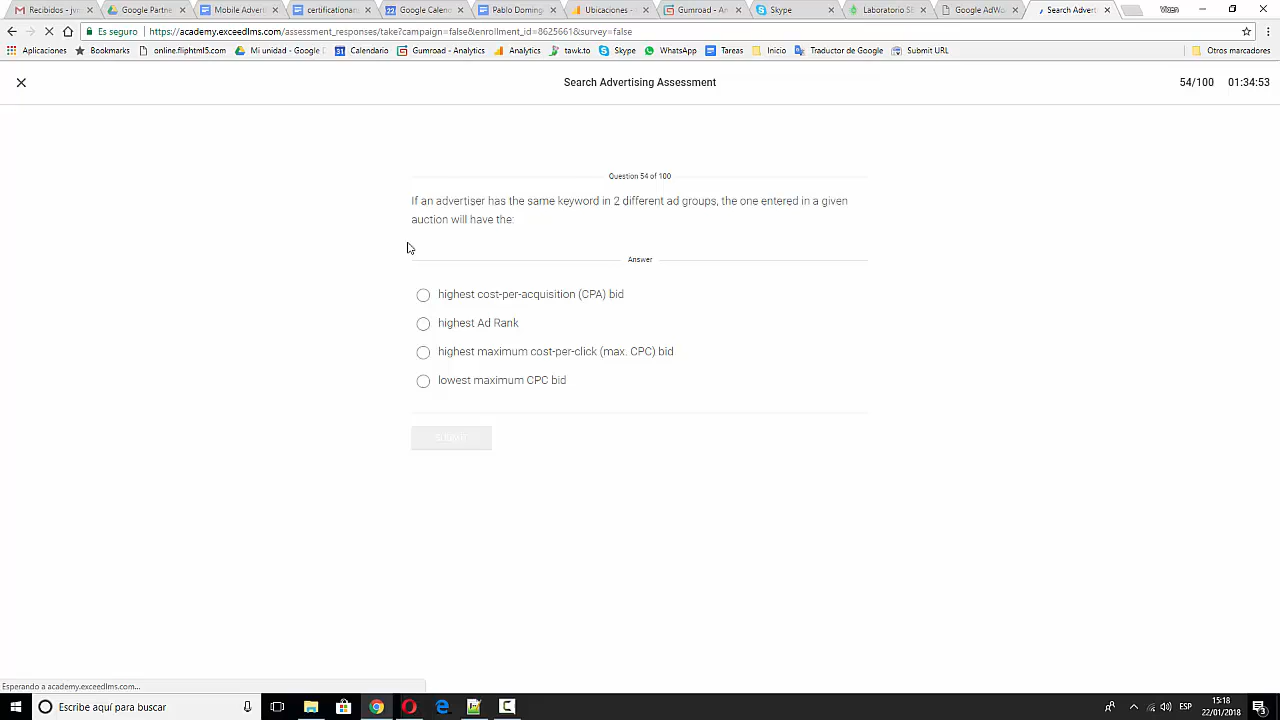 Recibidos - jv
Google Partne
Mobile Advert
certificationar
Google Calen
Pablo Doming
Ubicaciones -
Gumroad - An
Skype
Laboratorio SE
Google AdWo
Search Advert
Es seguro https://academy.exceedlms.com/assessment_responses/take?campaign=false&enrollment_id=8625661&survey=false
Aplicaciones Bookmarks online.fliphtml5.com Mi unidad - Google Calendario Gumroad - Analytics Analytics tawk.to Skype WhatsApp Tareas Inicio Traductor de Google Submit URL Otros marcadores
Search Advertising Assessment 54/100 01:34:53
Question 54 of 100
If an advertiser has the same keyword in 2 different ad groups, the one entered in a given
auction will have the:
Answer
highest cost-per-acquisition (CPA) bid
highest Ad Rank
highest maximum cost-per-click (max. CPC) bid
lowest maximum CPC bid
Submit
Esperando a academy.exceedlms.com...
Escribe aquí para buscar
ESP
15:18
22/01/2018